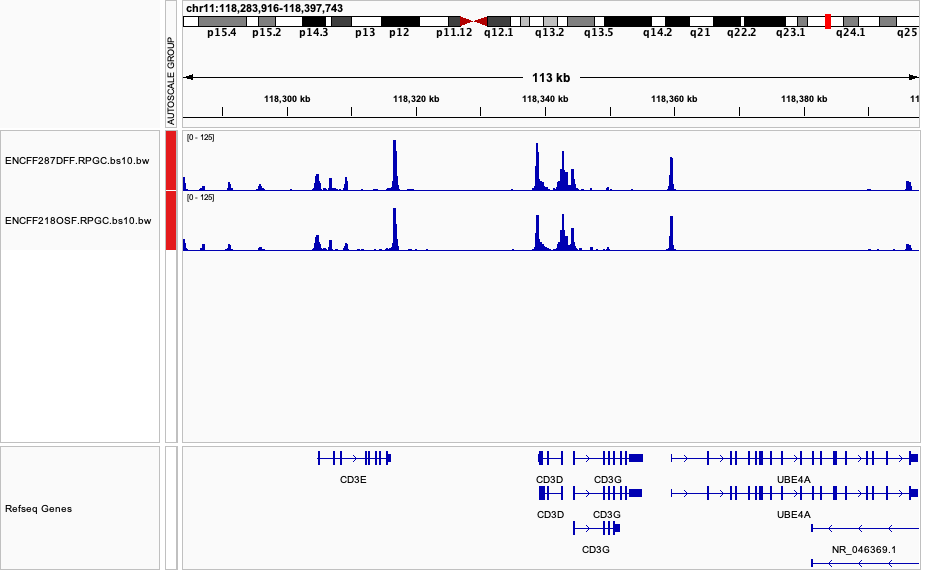 chr11:118,283,916-118,397,743
p15.4 p15.2 p14.3 p13 p12 p11.12 q12.1 q13.2 q13.5 q14.2 q21 q22.2 q23.1 q24.1 q25
AUTOSCALE GROUP
113 kb
118,300 kb 118,320 kb 118,340 kb 118,360 kb 118,380 kb 11
[0 - 125]
ENCFF287DFF.RPGC.bs10.bw
[0 - 125]
ENCFF218OSF.RPGC.bs10.bw
CD3E CD3D CD3G UBE4A
Refseq Genes
CD3D CD3G UBE4A
CD3G NR_046369.1